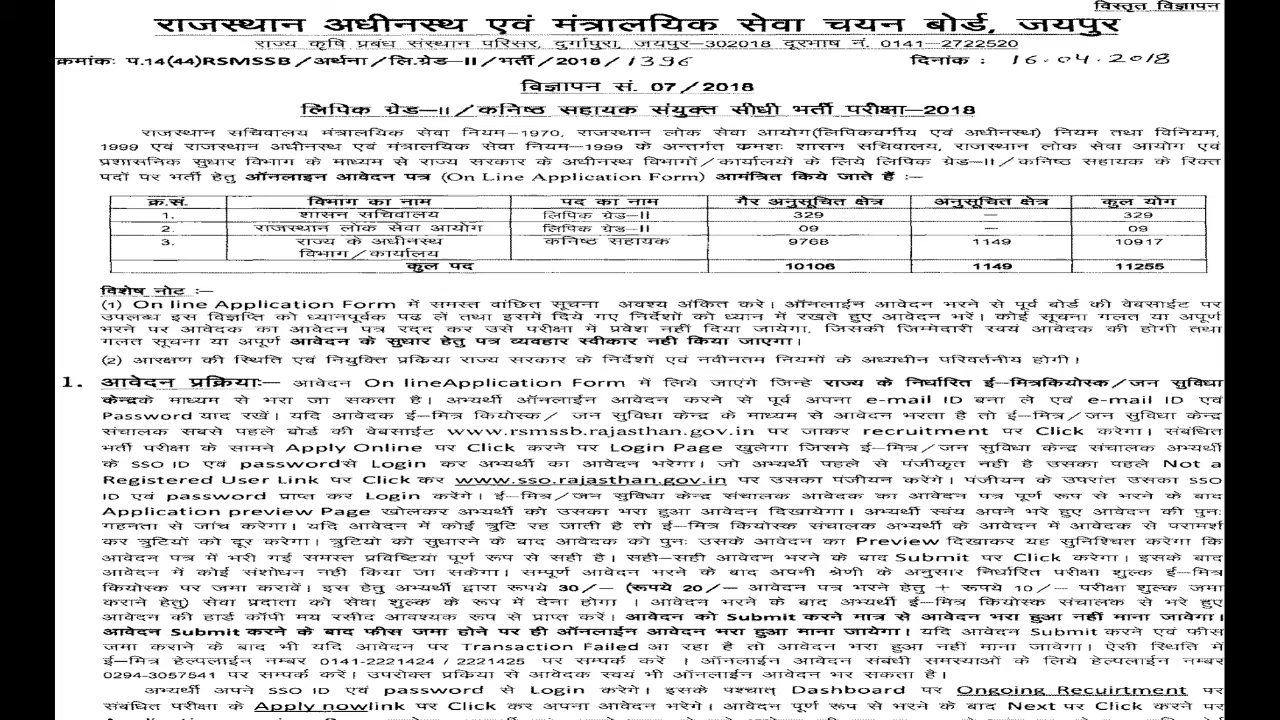 विस्तृत विज्ञापन
राजस्थान अधीनस्थ एवं मंत्रालयिक सेवा चयन बोर्ड, जयपुर
राज्य कृषि प्रबंध संस्थान परिसर, दुर्गापुरा, जयपुर—302018 दूरभाष नं. 0141—2722520
क्रमांकः प.14(44)RSMSSB/अर्थना/लि.ग्रेड—II/भर्ती/2018/1396 दिनांक : 16.04.2018
विज्ञापन सं. 07/2018
लिपिक ग्रेड—II/कनिष्ठ सहायक संयुक्त सीधी भर्ती परीक्षा—2018
राजस्थान सचिवालय मंत्रालयिक सेवा नियम—1970, राजस्थान लोक सेवा आयोग(लिपिकवर्गीय एवं अधीनस्थ) नियम तथा विनियम,
1999 एवं राजस्थान अधीनस्थ एवं मंत्रालयिक सेवा नियम—1999 के अन्तर्गत क्रमशः शासन सचिवालय, राजस्थान लोक सेवा आयोग एवं
प्रशासनिक सुधार विभाग के माध्यम से राज्य सरकार के अधीनस्थ विभागों/कार्यालयों के लिये लिपिक ग्रेड—II/कनिष्ठ सहायक के रिक्त
पदों पर भर्ती हेतु ऑनलाइन आवेदन पत्र (On Line Application Form) आमंत्रित किये जाते हैं :—
क्र.सं. विभाग का नाम पद का नाम गैर अनुसूचित क्षेत्र अनुसूचित क्षेत्र कुल योग
1. शासन सचिवालय लिपिक ग्रेड—II 329 — 329
2. राजस्थान लोक सेवा आयोग लिपिक ग्रेड—II 09 — 09
3. राज्य के अधीनस्थ कनिष्ठ सहायक 9768 1149 10917
विभाग/कार्यालय
कुल पद 10106 1149 11255
विशेष नोट :—
(1) On line Application Form में समस्त वांछित सूचना अवश्य अंकित करे। ऑनलाईन आवेदन भरने से पूर्व बोर्ड की वेबसाईट पर
उपलब्ध इस विज्ञप्ति को ध्यानपूर्वक पढ लें तथा इसमें दिये गए निर्देशों को ध्यान में रखते हुए आवेदन भरें। कोई सूचना गलत या अपूर्ण
भरने पर आवेदक का आवेदन पत्र रद्द कर उसे परीक्षा में प्रवेश नहीं दिया जायेगा, जिसकी जिम्मेदारी स्वयं आवेदक की होगी तथा
गलत सूचना या अपूर्ण आवेदन के सुधार हेतु पत्र व्यवहार स्वीकार नही किया जाएगा।
(2) आरक्षण की स्थिति एवं नियुक्ति प्रक्रिया राज्य सरकार के निर्देशों एवं नवीनतम नियमों के अध्यधीन परिवर्तनीय होगी।
1. आवेदन प्रक्रियाः— आवेदन On lineApplication Form में लिये जाएंगे जिन्हे राज्य के निर्धारित ई-मित्रकियोस्क/जन सुविधा
केन्द्रके माध्यम से भरा जा सकता है। अभ्यर्थी ऑनलाईन आवेदन करने से पूर्व अपना e-mail ID बना ले एवं e-mail ID एवं
Password याद रखें। यदि आवेदक ई-मित्र कियोस्क/ जन सुविधा केन्द्र के माध्यम से आवेदन भरता है तो ई-मित्र/जन सुविधा केन्द्र
संचालक सबसे पहले बोर्ड की वेबसाईट www.rsmssb.rajasthan.gov.in पर जाकर recruitment पर Click करेगा। संबंधित
भर्ती परीक्षा के सामने Apply Online पर Click करने पर Login Page खुलेगा जिसमे ई-मित्र/जन सुविधा केन्द्र संचालक अभ्यर्थी
के SSO ID एवं passwordसे Login कर अभ्यर्थी का आवेदन भरेगा। जो अभ्यर्थी पहले से पंजीकृत नही है उसका पहले Not a
Registered User Link पर Click कर www.sso.rajasthan.gov.in पर उसका पंजीयन करेंगे। पंजीयन के उपरांत उसका SSO
ID एवं password प्राप्त कर Login करेंगे। ई-मित्र/जन सुविधा केन्द्र संचालक आवेदक का आवेदन पत्र पूर्ण रूप से भरने के बाद
Application preview Page खोलकर अभ्यर्थी को उसका भरा हुआ आवेदन दिखायेगा। अभ्यर्थी स्वंय अपने भरे हुए आवेदन की पुनः
गहनता से जांच करेगा। यदि आवेदन में कोई त्रुटि रह जाती है तो ई-मित्र कियोस्क संचालक अभ्यर्थी के आवेदन में आवेदक से परामर्श
कर त्रुटियों को दूर करेगा। त्रुटियों को सुधारने के बाद आवेदक को पुनः उसके आवेदन का Preview दिखाकर यह सुनिश्चित करेगा कि
आवेदन पत्र में भरी गई समस्त प्रविष्टियां पूर्ण रूप से सही है। सही-सही आवेदन भरने के बाद Submit पर Click करेगा। इसके बाद
आवेदन में कोई संशोधन नही किया जा सकेगा। सम्पूर्ण आवेदन भरने के बाद अपनी श्रेणी के अनुसार निर्धारित परीक्षा शुल्क ई-मित्र
कियोस्क पर जमा करावें। इस हेतु अभ्यर्थी द्वारा रूपये 30/— (रूपये 20/— आवेदन पत्र भरने हेतु + रूपये 10/— परीक्षा शुल्क जमा
कराने हेतु) सेवा प्रदाता को सेवा शुल्क के रूप में देना होगा । आवेदन भरने के बाद अभ्यर्थी ई-मित्र कियोस्क संचालक से भरे हुए
आवेदन की हार्ड कॉपी मय रसीद आवश्यक रूप से प्राप्त करें। आवेदन को Submit करने मात्र से आवेदन भरा हुआ नहीं माना जावेगा।
आवेदन Submit करने के बाद फीस जमा होने पर ही ऑनलाईन आवेदन भरा हुआ माना जायेगा। यदि आवेदन Submit करने एवं फीस
जमा कराने के बाद भी यदि आवेदन पर Transaction Failed आ रहा है तो आवेदन भरा हुआ नहीं माना जावेगा। ऐसी स्थिति में
ई-मित्र हेल्पलाईन नम्बर 0141-2221424 / 2221425 पर सम्पर्क करे । ऑनलाईन आवेदन संबंधी समस्याओं के लिये हेल्पलाईन नम्बर
0294-3057541 पर सम्पर्क करें। उपरोक्त प्रक्रिया से आवेदक स्वयं भी ऑनलाईन आवेदन भर सकता है।
अभ्यर्थी अपने SSO ID एवं password से Login करेगे। इसके पश्चात् Dashboard पर Ongoing Recuirtment पर
संबंधित परीक्षा के Apply nowlink पर Click कर अपना आवेदन भरेगे। आवेदन पूर्ण रूप से भरने के बाद Next पर Click करने पर